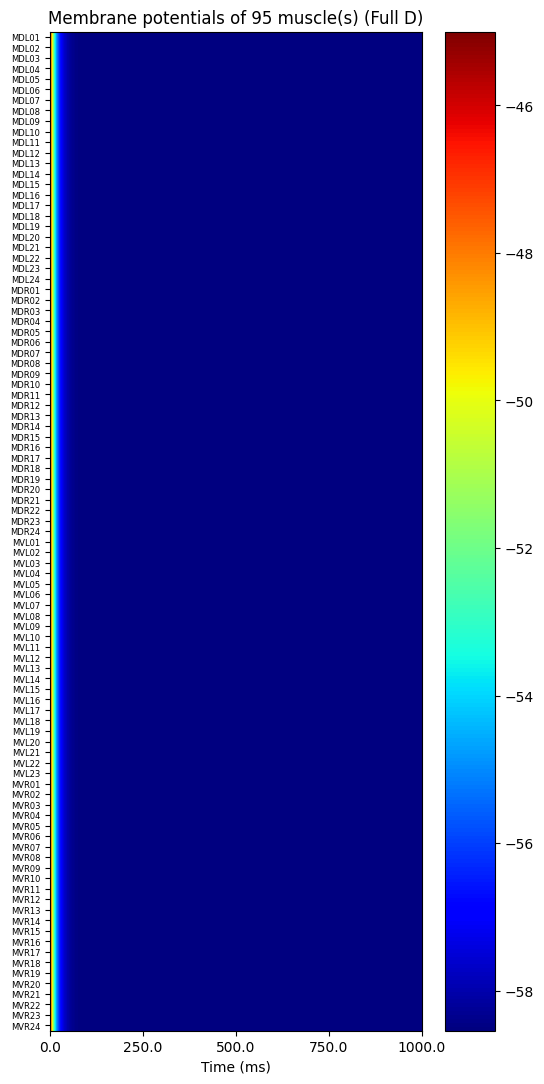 Membrane potentials of 95 muscle(s) (Full D)
MDL01
MDL02
MDL03
MDL04
MDL05
MDL06
MDL07
MDL08
MDL09
MDL10
MDL11
MDL12
MDL13
MDL14
MDL15
MDL16
MDL17
MDL18
MDL19
MDL20
MDL21
MDL22
MDL23
MDL24
MDR01
MDR02
MDR03
MDR04
MDR05
MDR06
MDR07
MDR08
MDR09
MDR10
MDR11
MDR12
MDR13
MDR14
MDR15
MDR16
MDR17
MDR18
MDR19
MDR20
MDR21
MDR22
MDR23
MDR24
MVL01
MVL02
MVL03
MVL04
MVL05
MVL06
MVL07
MVL08
MVL09
MVL10
MVL11
MVL12
MVL13
MVL14
MVL15
MVL16
MVL17
MVL18
MVL19
MVL20
MVL21
MVL22
MVL23
MVR01
MVR02
MVR03
MVR04
MVR05
MVR06
MVR07
MVR08
MVR09
MVR10
MVR11
MVR12
MVR13
MVR14
MVR15
MVR16
MVR17
MVR18
MVR19
MVR20
MVR21
MVR22
MVR23
MVR24
0.0 250.0 500.0 750.0 1000.0
Time (ms)
−46
−48
−50
−52
−54
−56
−58